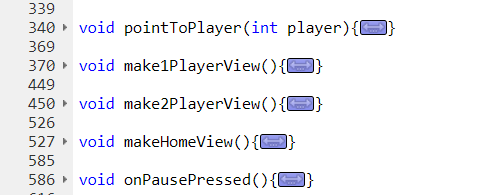 339
340 void pointToPlayer(int player){}
369
370 void make1PlayerView(){}
449
450 void make2PlayerView(){}
526
527 void makeHomeView(){}
585
586 void onPausePressed(){}